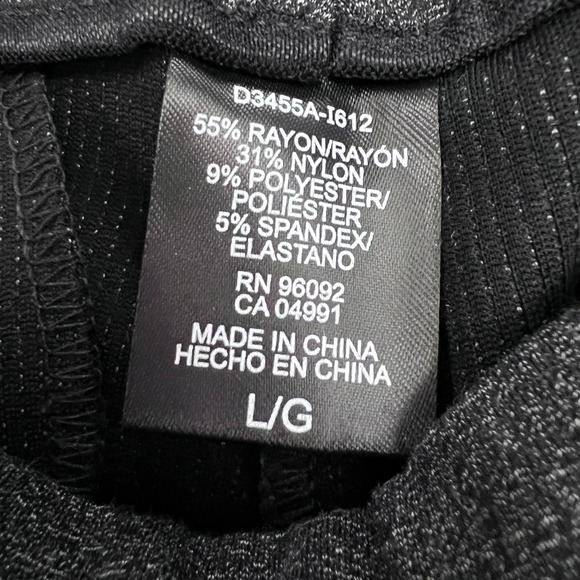 D3455A-I612
55% RAYON/RAYÓN
31% NYLON
9% POLYESTER/
POLIÉSTER
5% SPANDEX/
ELASTANO
RN 96092
CA 04991
MADE IN CHINA
HECHO EN CHINA
L/G